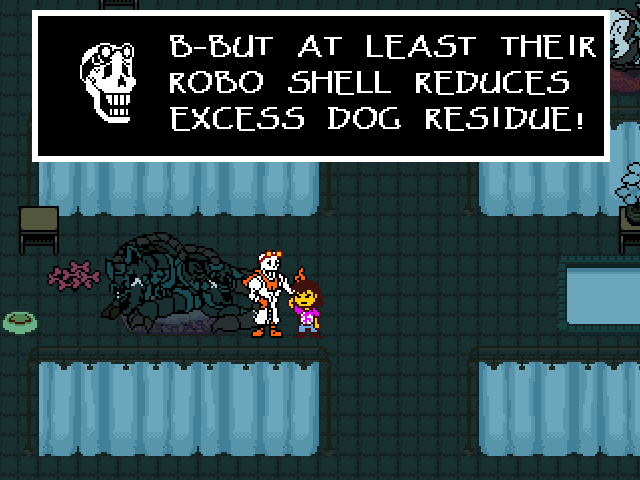 B-BUT AT LEAST THEIR
ROBO SHELL REDUCES
EXCESS DOG RESIDUE!